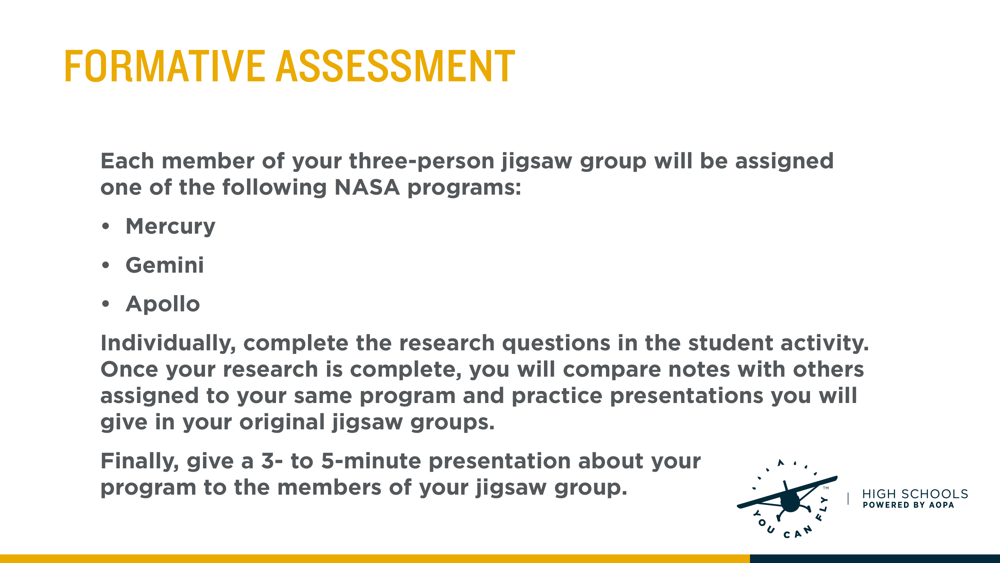 FORMATIVE ASSESSMENT
Each member of your three-person jigsaw group will be assigned
one of the following NASA programs:
• Mercury
• Gemini
• Apollo
Individually, complete the research questions in the student activity.
Once your research is complete, you will compare notes with others
assigned to your same program and practice presentations you will
give in your original jigsaw groups.
Finally, give a 3- to 5-minute presentation about your
program to the members of your jigsaw group.
YOU CAN FLY
TM
HIGH SCHOOLS
POWERED BY AOPA